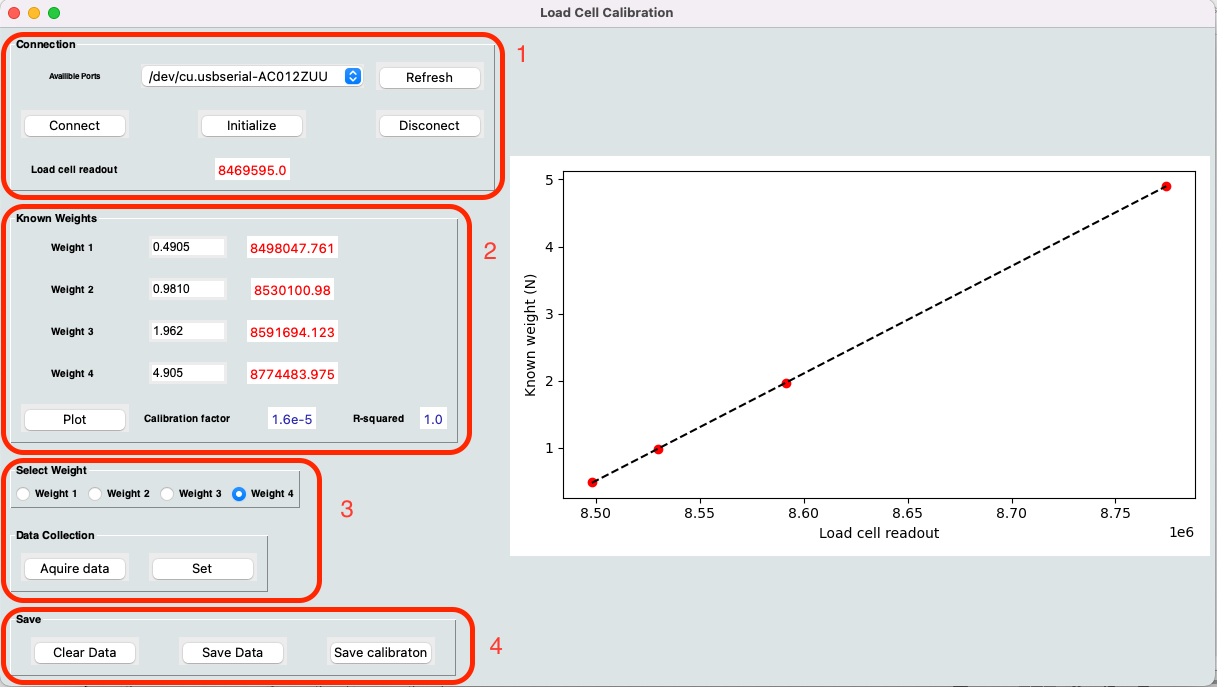 Load Cell Calibration
Connection
1
Availible Ports /dev/cu.usbserial-AC012ZUU Refresh
Connect Initialize Disconect
Load cell readout 8469595.0
Known Weights
2
Weight 1 0.4905 8498047.761
Weight 2 0.9810 8530100.98
Weight 3 1.962 8591694.123
Weight 4 4.905 8774483.975
Plot Calibration factor 1.6e-5 R-squared 1.0
Select Weight
Weight 1 Weight 2 Weight 3 Weight 4
3
Data Collection
Aquire data Set
Save
4
Clear Data Save Data Save calibraton
5
4
3
2
1
Known weight (N)
8.50 8.55 8.60 8.65 8.70 8.75
Load cell readout
1e6